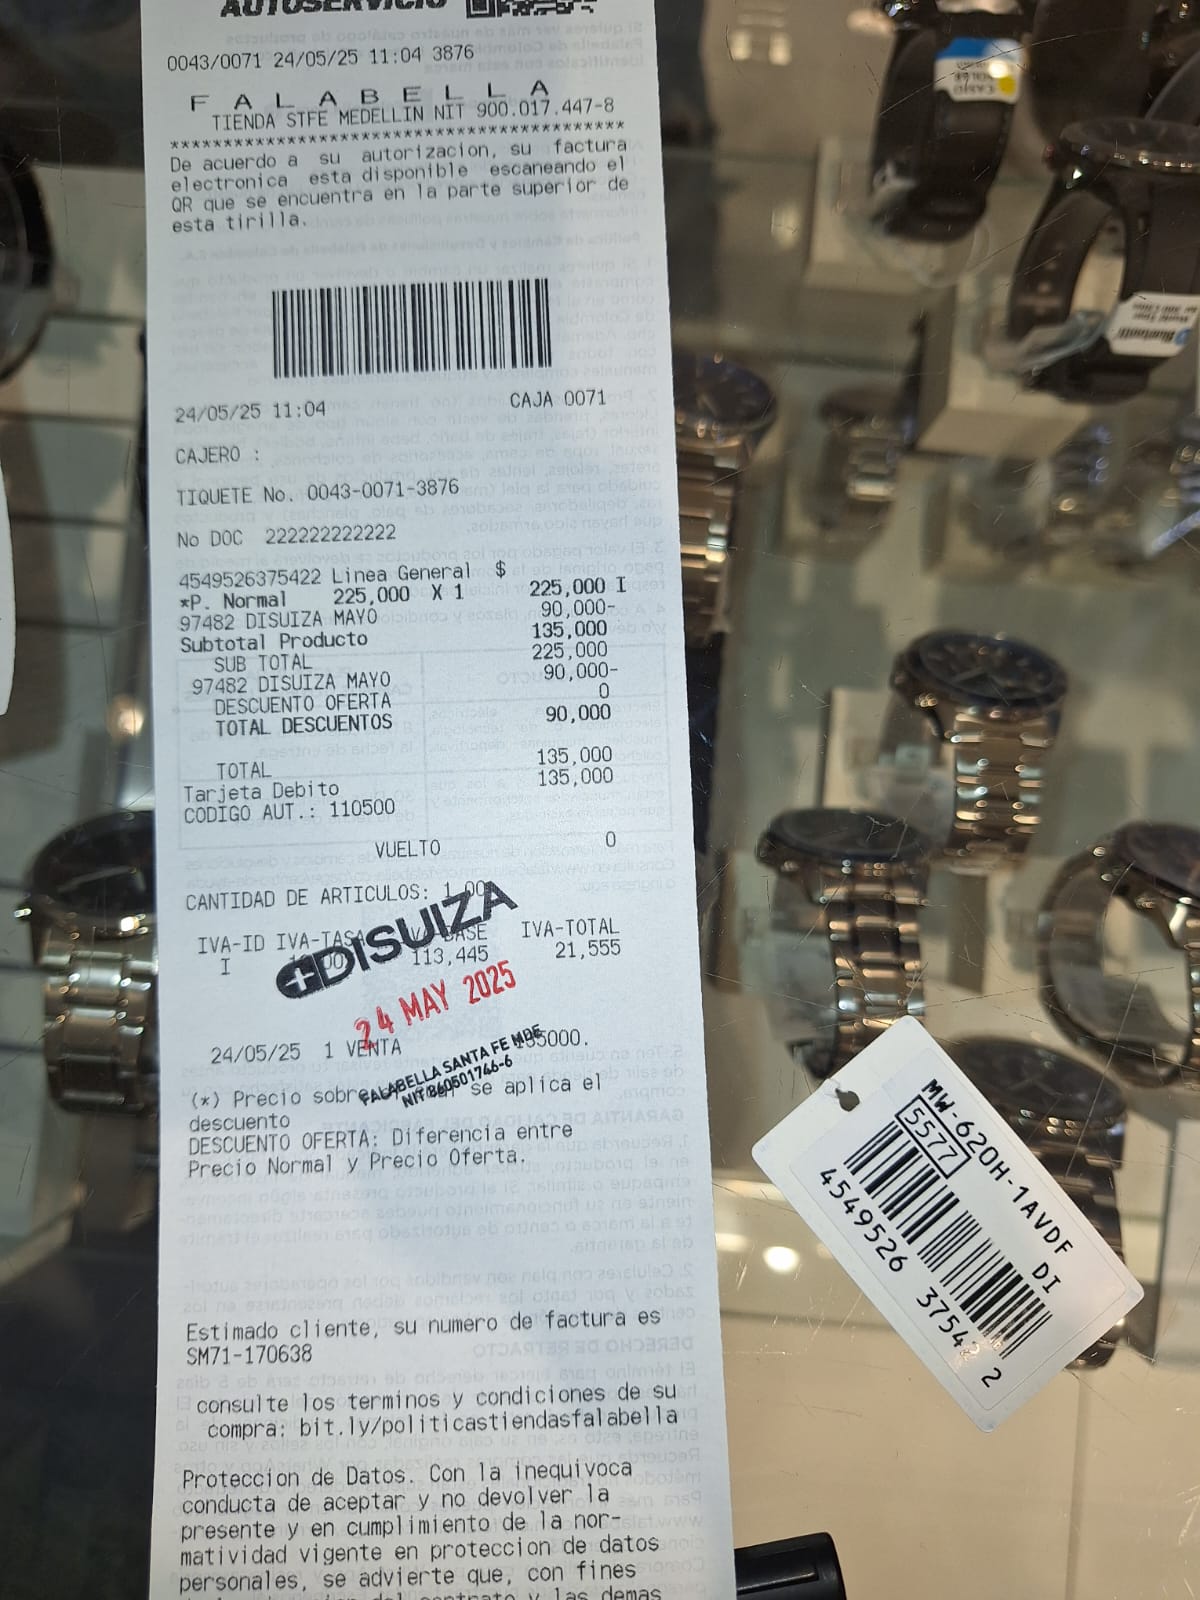 AUTOSERVICIO
0043/0071 24/05/25 11:04 3876
F A L A B E L L A
TIENDA STFE MEDELLIN NIT 900.017.447-8
******************************************
De acuerdo a su autorizacion, su factura
electronica esta disponible escaneando el
QR que se encuentra en la parte superior de
esta tirilla.
24/05/25 11:04 CAJA 0071
CAJERO :
TIQUETE No. 0043-0071-3876
No DOC 222222222222
4549526375422 Linea General $
*P. Normal 225,000 X 1 225,000 I
97482 DISUIZA MAYO 90,000-
Subtotal Producto 135,000
SUB TOTAL 225,000
97482 DISUIZA MAYO 90,000-
DESCUENTO OFERTA 0
TOTAL DESCUENTOS 90,000
TOTAL 135,000
Tarjeta Debito 135,000
CODIGO AUT.: 110500
VUELTO 0
CANTIDAD DE ARTICULOS: 1.00
IVA-ID IVA-TASA BASE IVA-TOTAL
I 113,445 21,555
+DISUIZA
24 MAY 2025
FALABELLA SANTA FE MDE
24/05/25 1 VENTA
(*) Precio sobre se aplica el
descuento
DESCUENTO OFERTA: Diferencia entre
Precio Normal y Precio Oferta.
Estimado cliente, su numero de factura es
SM71-170638
consulte los terminos y condiciones de su
compra: bit.ly/politicastiendasfalabella
Proteccion de Datos. Con la inequivoca
conducta de aceptar y no devolver la
presente y en cumplimiento de la nor-
matividad vigente en proteccion de datos
personales, se advierte que, con fines
MW-620H-1AVDF
5577 DI
4549526 375422
Bluetooth
CASIO